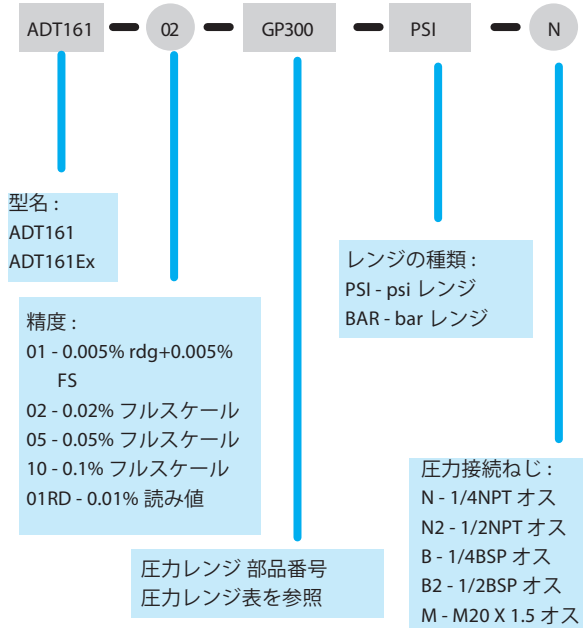 ADT161 02 GP300 PSI N
型名 :
ADT161
ADT161Ex
精度 :
01 - 0.005% rdg+0.005%
FS
02 - 0.02% フルスケール
05 - 0.05% フルスケール
10 - 0.1% フルスケール
01RD - 0.01% 読み値
圧力レンジ 部品番号
圧力レンジ表を参照
レンジの種類 :
PSI - psi レンジ
BAR - bar レンジ
圧力接続ねじ :
N - 1/4NPT オス
N2 - 1/2NPT オス
B - 1/4BSP オス
B2 - 1/2BSP オス
M - M20 X 1.5 オス